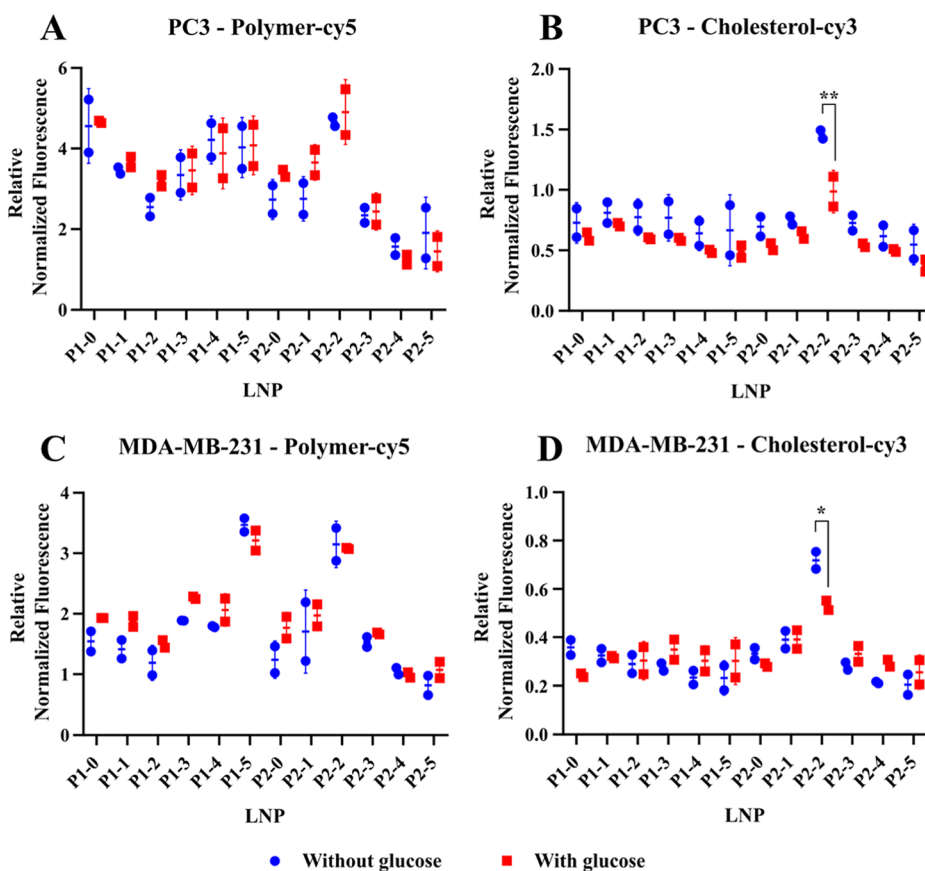 A PC3 - Polymer-cy5
Relative
Normalized Fluorescence
6
4
2
0
P1-0 P1-1 P1-2 P1-3 P1-4 P1-5 P2-0 P2-1 P2-2 P2-3 P2-4 P2-5
LNP
B PC3 - Cholesterol-cy3
Relative
Normalized Fluorescence
2.0
1.5
1.0
0.5
0.0
**
P1-0 P1-1 P1-2 P1-3 P1-4 P1-5 P2-0 P2-1 P2-2 P2-3 P2-4 P2-5
LNP
C MDA-MB-231 - Polymer-cy5
Relative
Normalized Fluorescence
4
3
2
1
0
P1-0 P1-1 P1-2 P1-3 P1-4 P1-5 P2-0 P2-1 P2-2 P2-3 P2-4 P2-5
LNP
D MDA-MB-231 - Cholesterol-cy3
Relative
Normalized Fluorescence
1.0
0.8
0.6
0.4
0.2
0.0
*
P1-0 P1-1 P1-2 P1-3 P1-4 P1-5 P2-0 P2-1 P2-2 P2-3 P2-4 P2-5
LNP
Without glucose With glucose